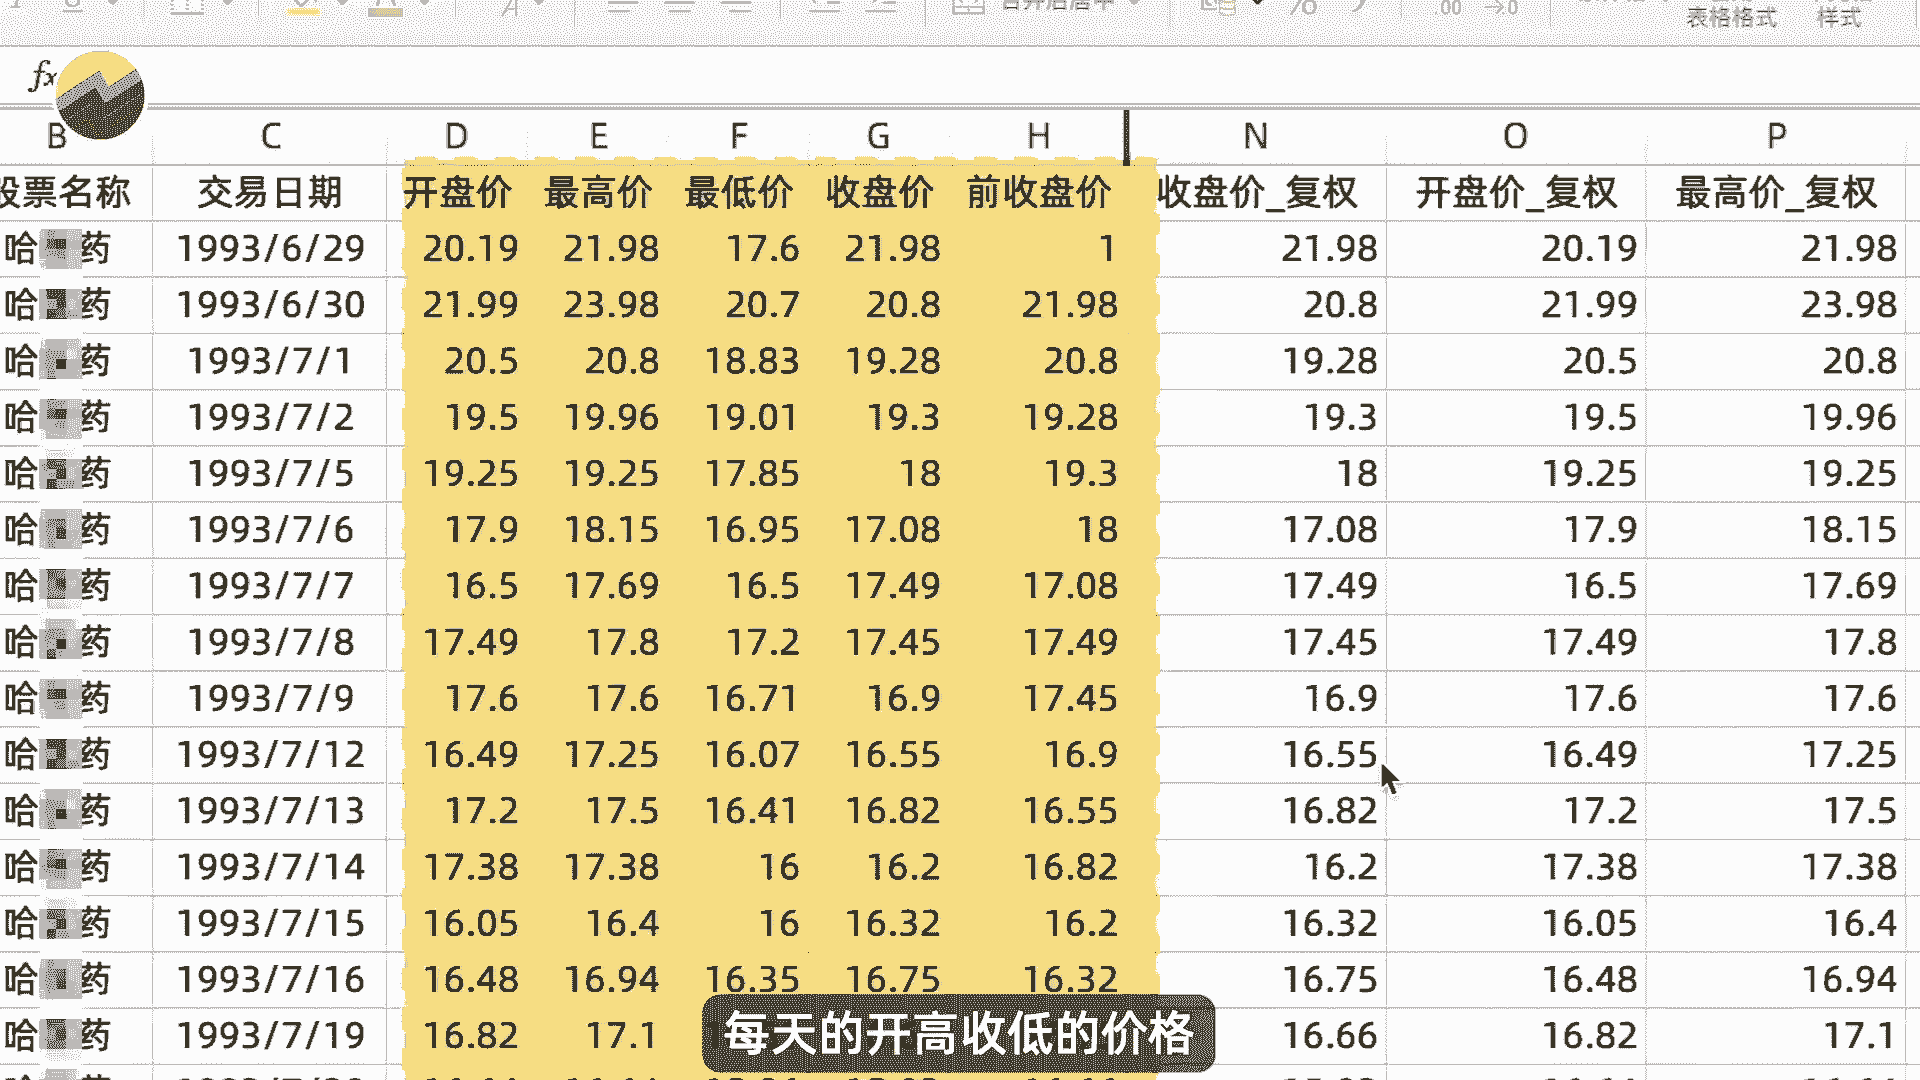 表格格式 样式
fx
B C D E F G H N O P
股票名称 交易日期 开盘价 最高价 最低价 收盘价 前收盘价 收盘价_复权 开盘价_复权 最高价_复权
哈 药 1993/6/29 20.19 21.98 17.6 21.98 1 21.98 20.19 21.98
哈 药 1993/6/30 21.99 23.98 20.7 20.8 21.98 20.8 21.99 23.98
哈 药 1993/7/1 20.5 20.8 18.83 19.28 20.8 19.28 20.5 20.8
哈 药 1993/7/2 19.5 19.96 19.01 19.3 19.28 19.3 19.5 19.96
哈 药 1993/7/5 19.25 19.25 17.85 18 19.3 18 19.25 19.25
哈 药 1993/7/6 17.9 18.15 16.95 17.08 18 17.08 17.9 18.15
哈 药 1993/7/7 16.5 17.69 16.5 17.49 17.08 17.49 16.5 17.69
哈 药 1993/7/8 17.49 17.8 17.2 17.45 17.49 17.45 17.49 17.8
哈 药 1993/7/9 17.6 17.6 16.71 16.9 17.45 16.9 17.6 17.6
哈 药 1993/7/12 16.49 17.25 16.07 16.55 16.9 16.55 16.49 17.25
哈 药 1993/7/13 17.2 17.5 16.41 16.82 16.55 16.82 17.2 17.5
哈 药 1993/7/14 17.38 17.38 16 16.2 16.82 16.2 17.38 17.38
哈 药 1993/7/15 16.05 16.4 16 16.32 16.2 16.32 16.05 16.4
哈 药 1993/7/16 16.48 16.94 16.35 16.75 16.32 16.75 16.48 16.94
哈 药 1993/7/19 16.82 17.1 16.66 16.82 17.1
每天的开高收低的价格